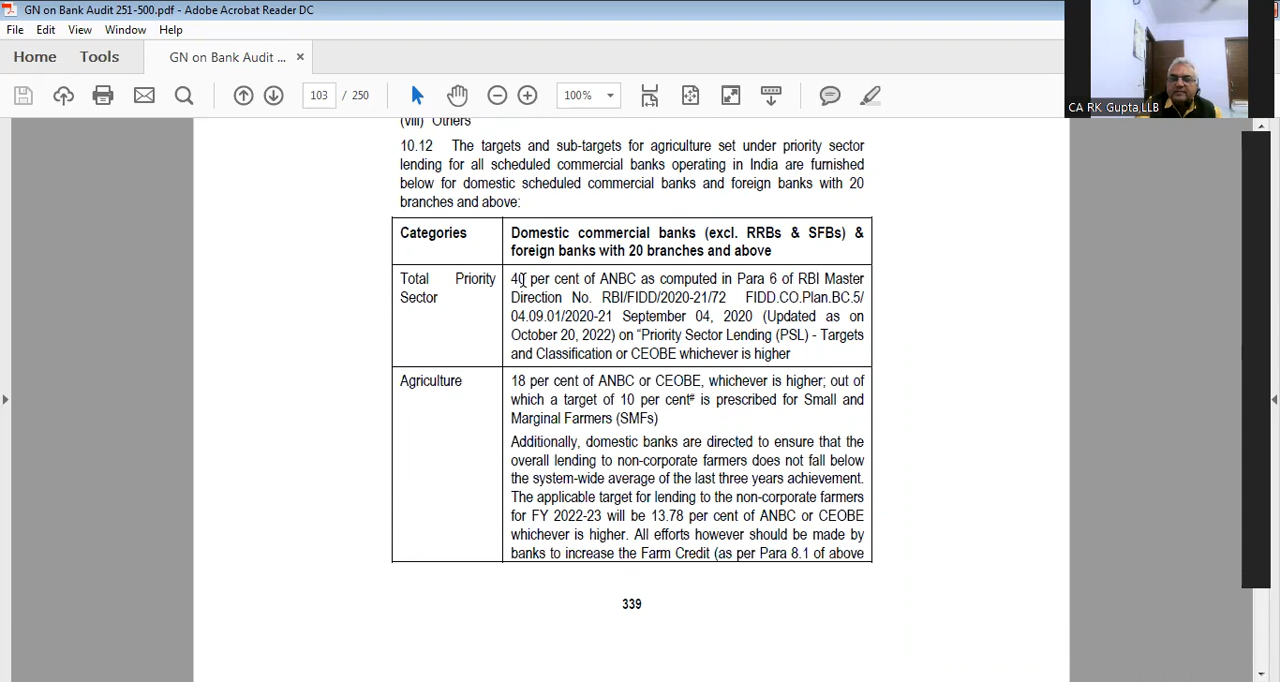 GN on Bank Audit 251-500.pdf - Adobe Acrobat Reader DC
File Edit View Window Help
Home Tools GN on Bank Audit ... ×
103 / 250 100%
CA RK Gupta,LLB
(viii) Others
10.12 The targets and sub-targets for agriculture set under priority sector
lending for all scheduled commercial banks operating in India are furnished
below for domestic scheduled commercial banks and foreign banks with 20
branches and above:
Categories
Domestic commercial banks (excl. RRBs & SFBs) &
foreign banks with 20 branches and above
Total Priority
Sector
40 per cent of ANBC as computed in Para 6 of RBI Master
Direction No. RBI/FIDD/2020-21/72 FIDD.CO.Plan.BC.5/
04.09.01/2020-21 September 04, 2020 (Updated as on
October 20, 2022) on “Priority Sector Lending (PSL) - Targets
and Classification or CEOBE whichever is higher
Agriculture
18 per cent of ANBC or CEOBE, whichever is higher; out of
which a target of 10 per cent# is prescribed for Small and
Marginal Farmers (SMFs)
Additionally, domestic banks are directed to ensure that the
overall lending to non-corporate farmers does not fall below
the system-wide average of the last three years achievement.
The applicable target for lending to the non-corporate farmers
for FY 2022-23 will be 13.78 per cent of ANBC or CEOBE
whichever is higher. All efforts however should be made by
banks to increase the Farm Credit (as per Para 8.1 of above
339